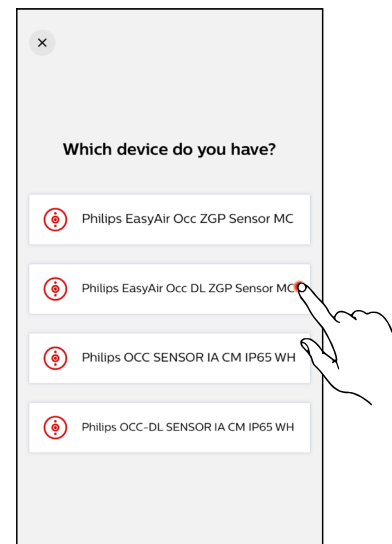 Which device do you have?
Philips EasyAir Occ ZGP Sensor MC
Philips EasyAir Occ DL ZGP Sensor MC
Philips OCC SENSOR IA CM IP65 WH
Philips OCC-DL SENSOR IA CM IP65 WH